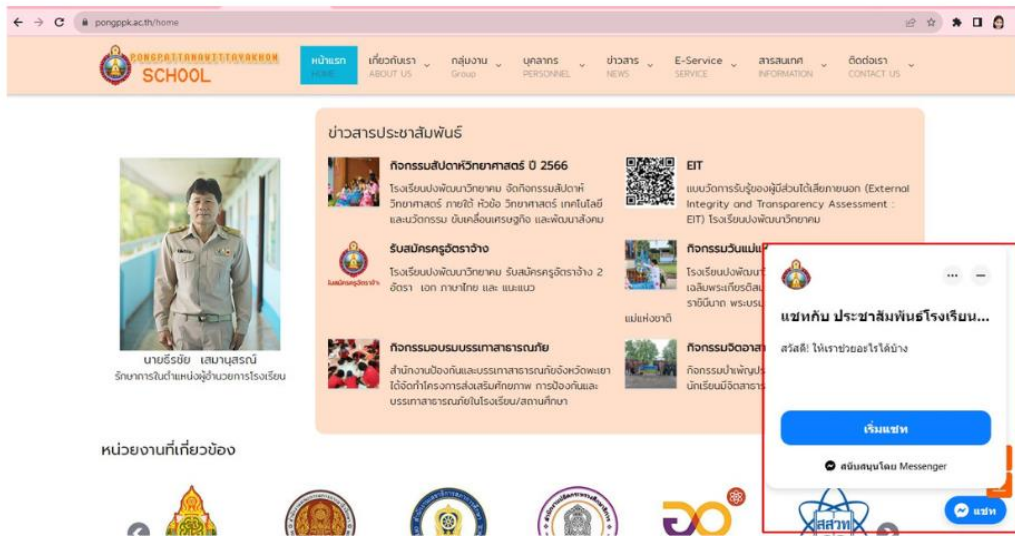 pongppk.ac.th/home
PONGPATTANAVITTAYAKHOM
SCHOOL
หน้าแรก
HOME
เกี่ยวกับเรา
ABOUT US
กลุ่มงาน
Group
บุคลากร
PERSONNEL
ข่าวสาร
NEWS
E-Service
SERVICE
สารสนเทศ
INFORMATION
ติดต่อเรา
CONTACT US
ข่าวสารประชาสัมพันธ์
กิจกรรมสัปดาห์วิทยาศาสตร์ ปี 2566
โรงเรียนปงพัฒนาวิทยาคม จัดกิจกรรมสัปดาห์
วิทยาศาสตร์ ภายใต้ หัวข้อ วิทยาศาสตร์ เทคโนโลยี
และนวัตกรรม ขับเคลื่อนเศรษฐกิจ และพัฒนาสังคม
EIT
แบบวัดการรับรู้ของผู้มีส่วนได้เสียภายนอก (External
Integrity and Transparency Assessment :
EIT) โรงเรียนปงพัฒนาวิทยาคม
รับสมัครครูอัตราจ้าง
โรงเรียนปงพัฒนาวิทยาคม รับสมัครครูอัตราจ้าง 2
อัตรา เอก ภาษาไทย และ แนะแนว
รับสมัครครูอัตราจ้าง
กิจกรรมวันแม่แห
โรงเรียนปงพัฒนาวิ
เฉลิมพระเกียรติสม
ราชินีนาถ พระบรม
แม่แห่งชาติ
กิจกรรมอบรมบรรเทาสาธารณภัย
สำนักงานป้องกันและบรรเทาสาธารณภัยจังหวัดพะเยา
ได้จัดทำโครงการส่งเสริมศักยภาพ การป้องกันและ
บรรเทาสาธารณภัยในโรงเรียน/สถานศึกษา
กิจกรรมจิตอาสา
กิจกรรมบำเพ็ญประ
นักเรียนมีจิตสาธาร
นายธีรชัย เสมานุสรณ์
รักษาการในตำแหน่งผู้อำนวยการโรงเรียน
แชทกับ ประชาสัมพันธ์โรงเรียน...
สวัสดี! ให้เราช่วยอะไรได้บ้าง
เริ่มแชท
สนับสนุนโดย Messenger
แชท
หน่วยงานที่เกี่ยวข้อง
สสวท